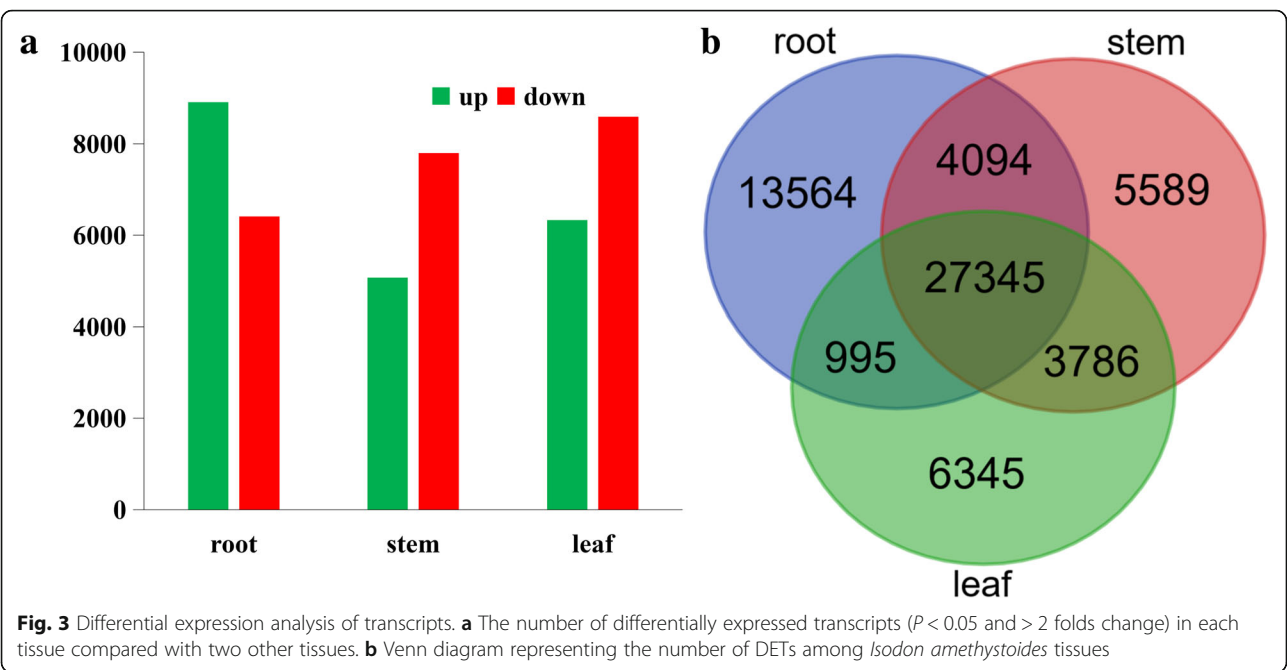 a
10000
8000
6000
4000
2000
0
up down
root stem leaf
b
root stem
13564 4094 5589
27345
995 3786
6345
leaf
Fig. 3 Differential expression analysis of transcripts. a The number of differentially expressed transcripts (P < 0.05 and > 2 folds change) in each
tissue compared with two other tissues. b Venn diagram representing the number of DETs among Isodon amethystoides tissues